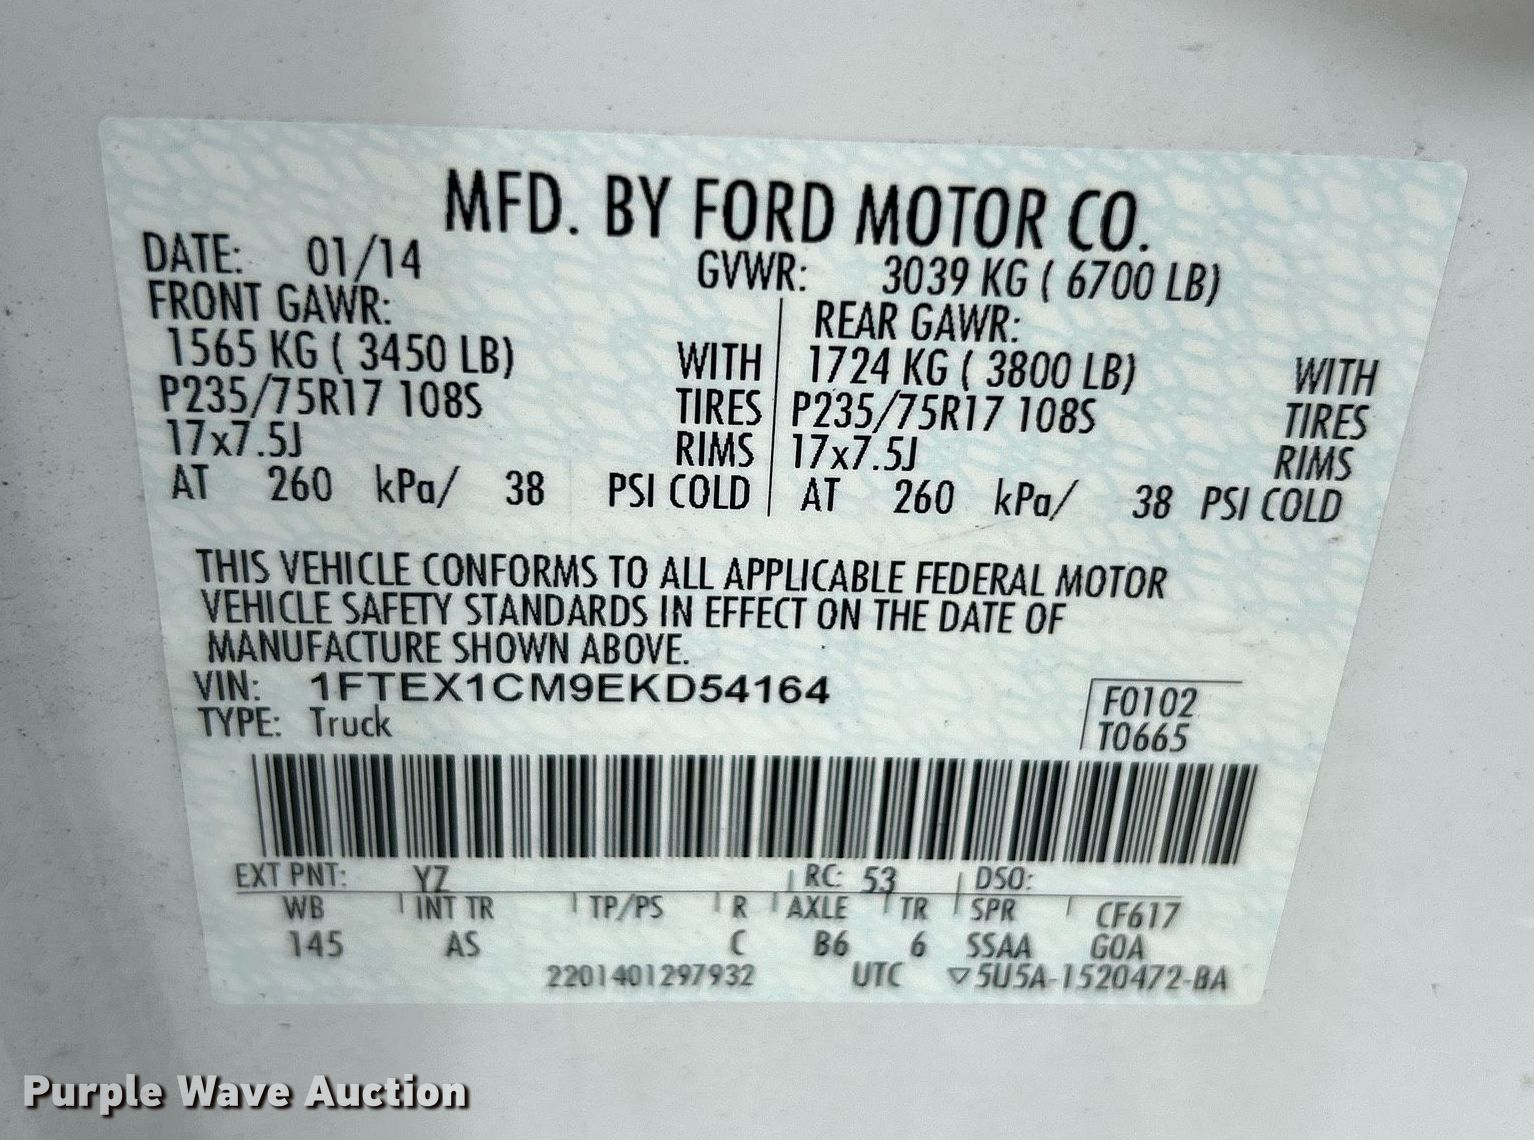 MFD. BY FORD MOTOR CO.
DATE: 01/14 GVWR: 3039 KG ( 6700 LB)
FRONT GAWR: REAR GAWR:
1565 KG ( 3450 LB) WITH 1724 KG ( 3800 LB) WITH
P235/75R17 108S TIRES P235/75R17 108S TIRES
17x7.5J RIMS 17x7.5J RIMS
AT 260 kPa/ 38 PSI COLD AT 260 kPa/ 38 PSI COLD
THIS VEHICLE CONFORMS TO ALL APPLICABLE FEDERAL MOTOR
VEHICLE SAFETY STANDARDS IN EFFECT ON THE DATE OF
MANUFACTURE SHOWN ABOVE.
VIN: 1FTEX1CM9EKD54164
TYPE: Truck
F0102
T0665
EXT PNT: YZ RC: 53 DSO:
WB INT TR TP/PS R AXLE TR SPR CF617
145 AS C B6 6 SSAA GOA
2201401297932 UTC ▽5U5A-1520472-BA
Purple Wave Auction